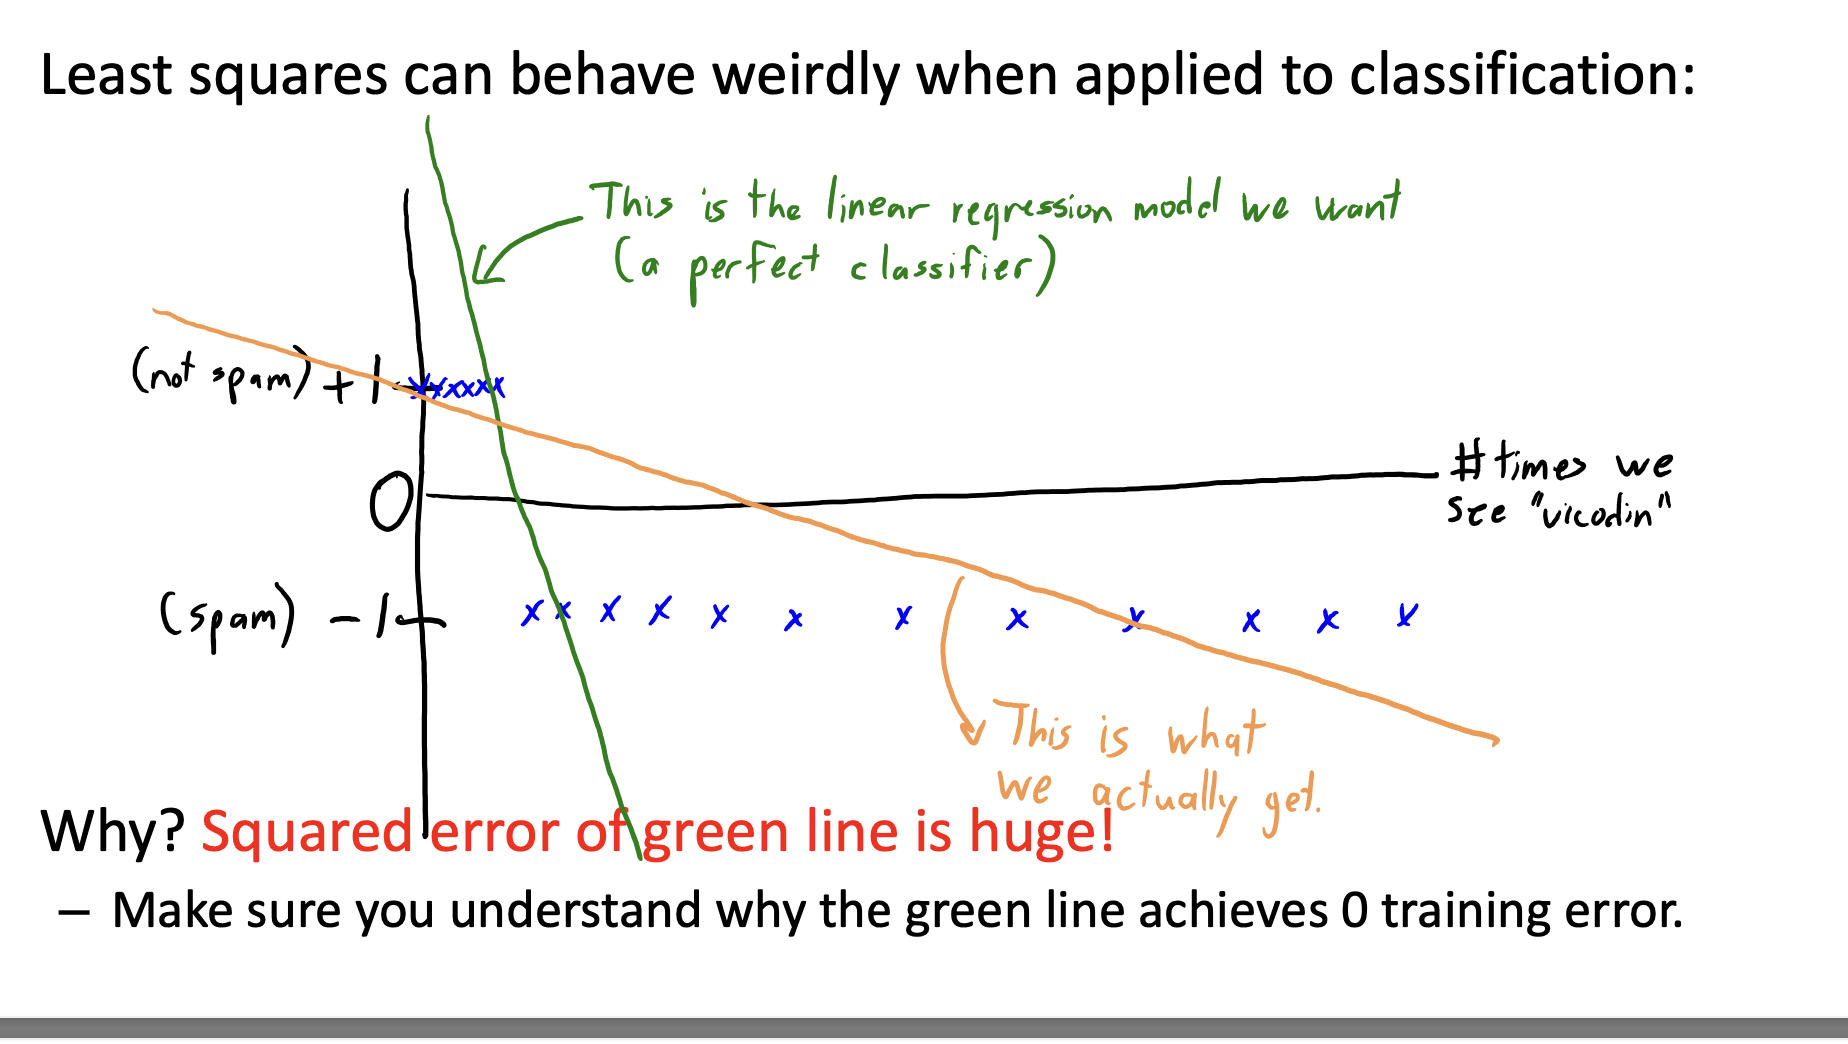 Least squares can behave weirdly when applied to classification:
This is the linear regression model we want
(a perfect classifier)
(not spam) +1
0
#times we
see "vicodin"
(spam) -1
This is what
we actually get.
Why? Squared error of green line is huge!
– Make sure you understand why the green line achieves 0 training error.